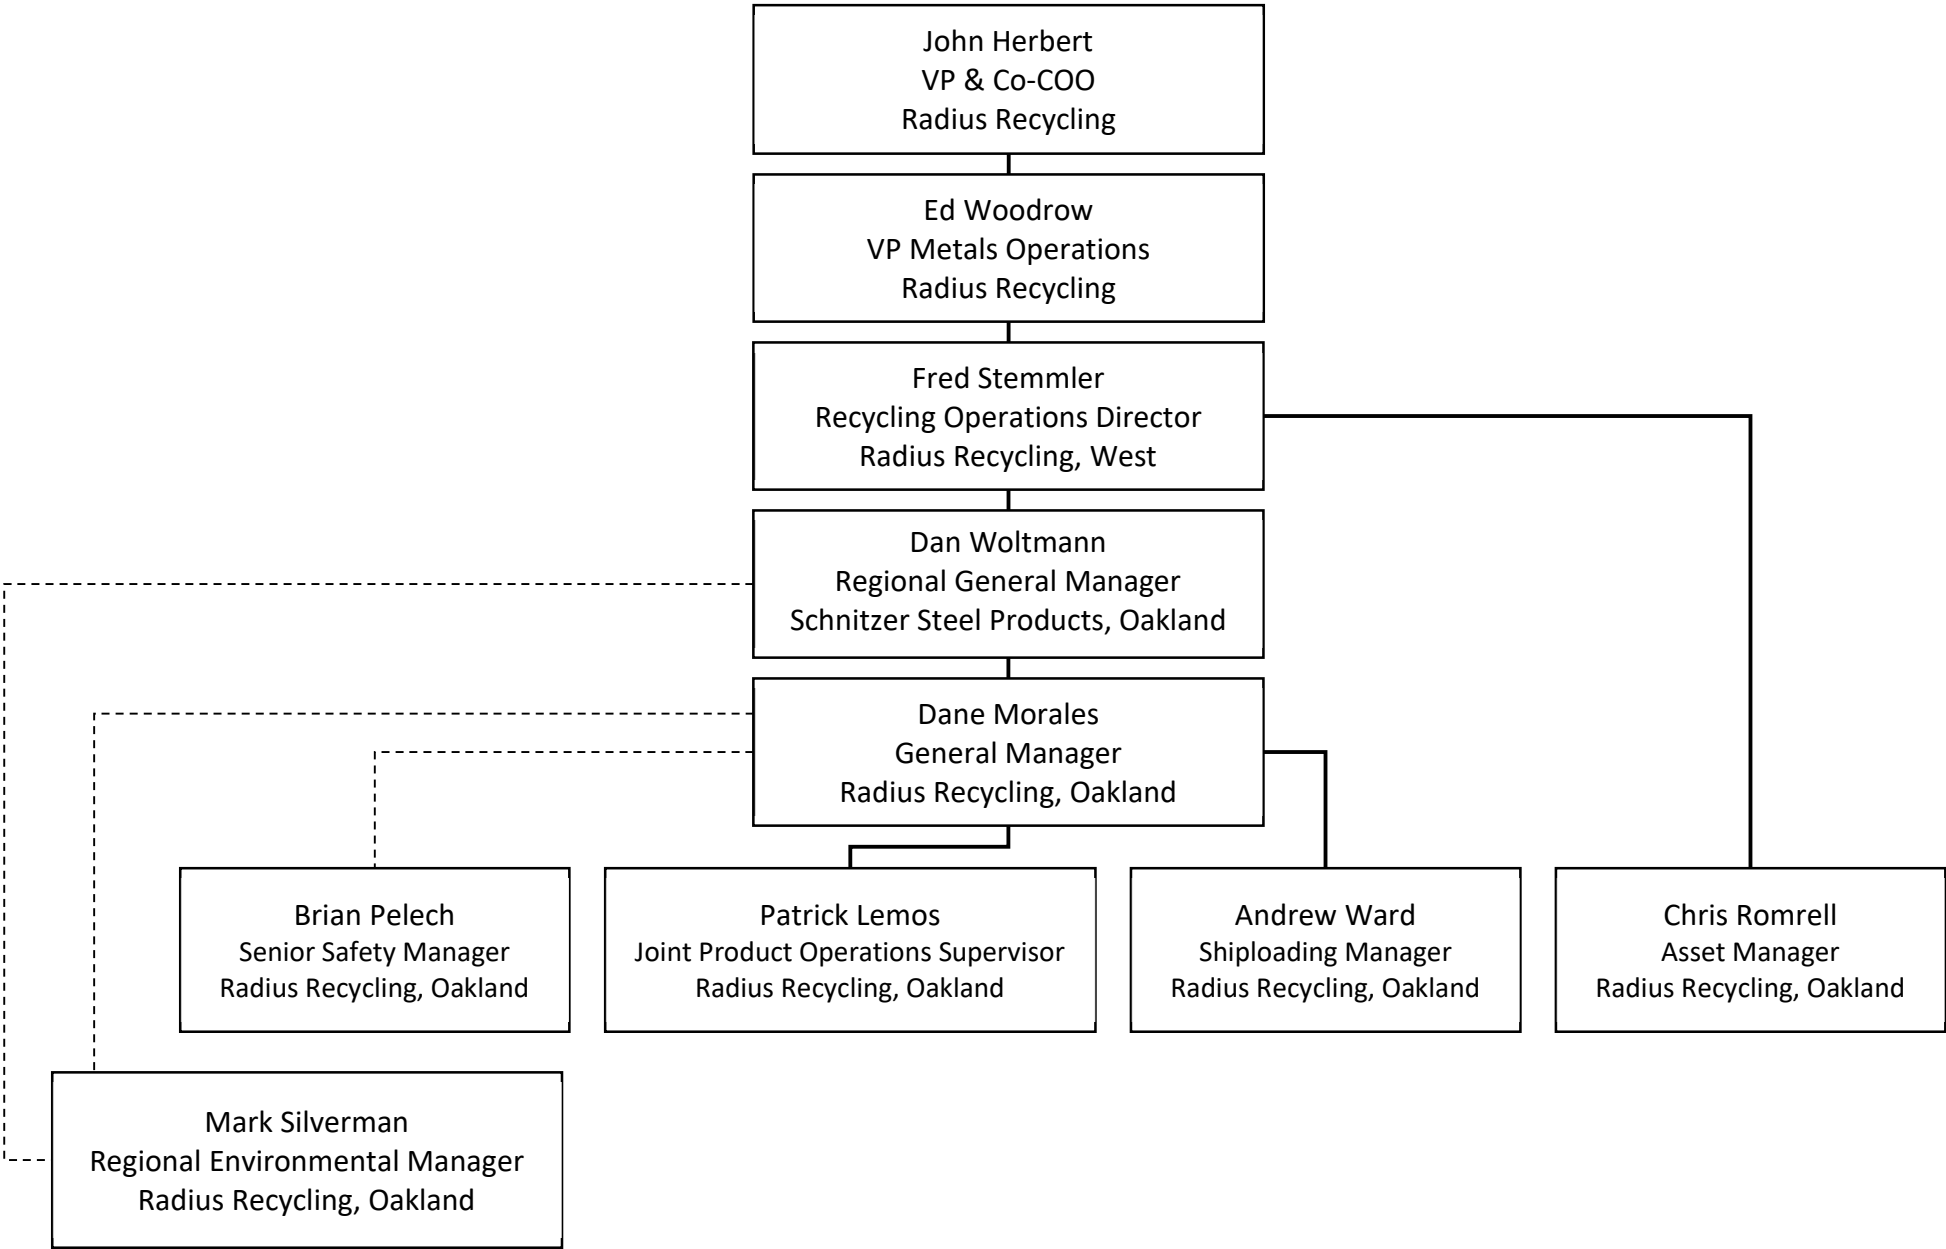 John Herbert
VP & Co-COO
Radius Recycling
Ed Woodrow
VP Metals Operations
Radius Recycling
Fred Stemmler
Recycling Operations Director
Radius Recycling, West
Dan Woltmann
Regional General Manager
Schnitzer Steel Products, Oakland
Dane Morales
General Manager
Radius Recycling, Oakland
Brian Pelech
Senior Safety Manager
Radius Recycling, Oakland
Patrick Lemos
Joint Product Operations Supervisor
Radius Recycling, Oakland
Andrew Ward
Shiploading Manager
Radius Recycling, Oakland
Chris Romrell
Asset Manager
Radius Recycling, Oakland
Mark Silverman
Regional Environmental Manager
Radius Recycling, Oakland